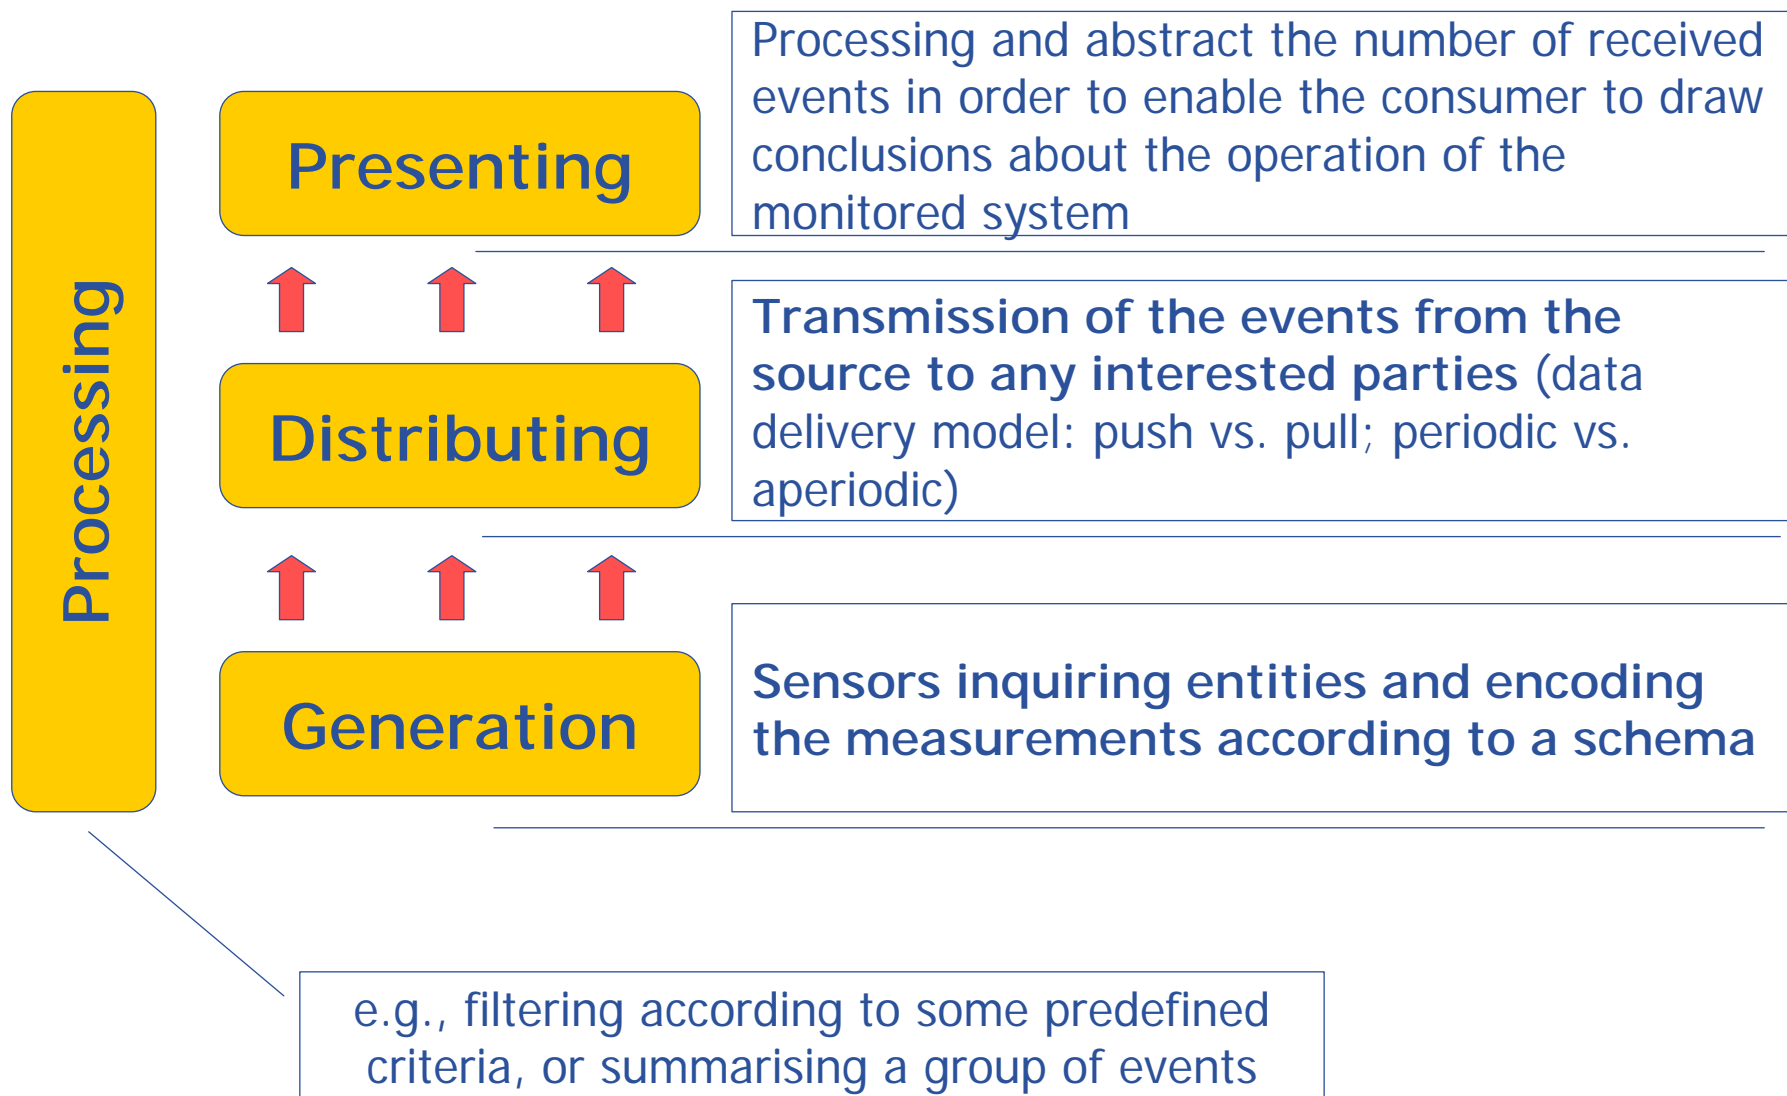 Processing
Presenting
Processing and abstract the number of received
events in order to enable the consumer to draw
conclusions about the operation of the
monitored system
Distributing
Transmission of the events from the
source to any interested parties (data
delivery model: push vs. pull; periodic vs.
aperiodic)
Generation
Sensors inquiring entities and encoding
the measurements according to a schema
e.g., filtering according to some predefined
criteria, or summarising a group of events